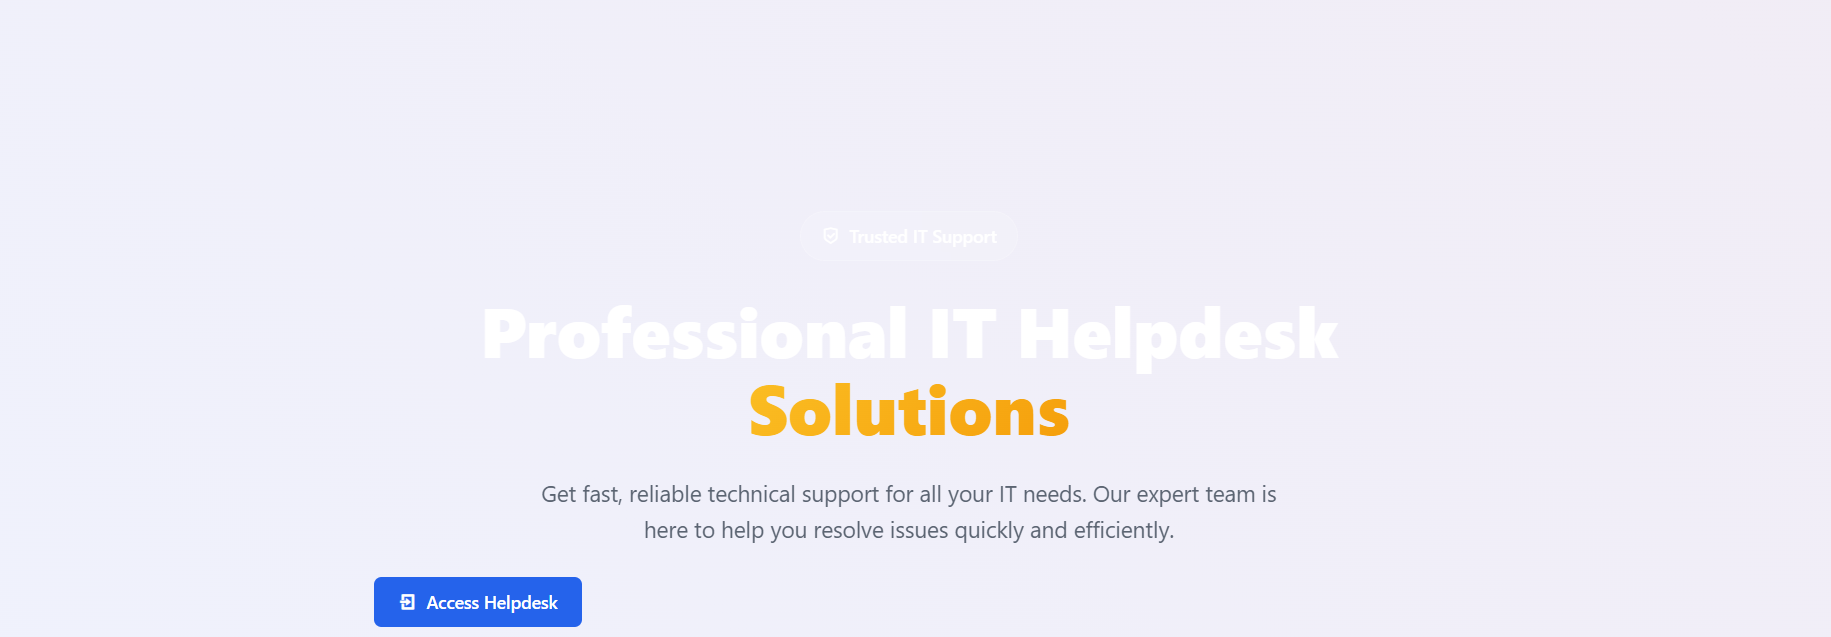 Trusted IT Support
Professional IT Helpdesk
Solutions
Get fast, reliable technical support for all your IT needs. Our expert team is
here to help you resolve issues quickly and efficiently.
Access Helpdesk